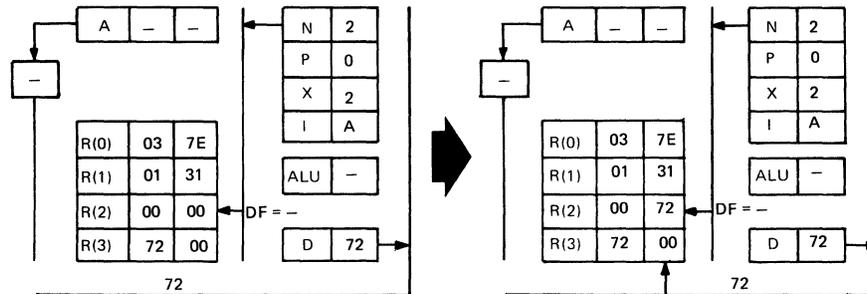 A – –
N 2
–
P 0
X 2
I A
R(0) 03 7E
R(1) 01 31
ALU –
R(2) 00 00
DF = –
R(3) 72 00
D 72
72
A – –
N 2
–
P 0
X 2
I A
R(0) 03 7E
R(1) 01 31
ALU –
R(2) 00 72
DF = –
R(3) 72 00
D 72
72